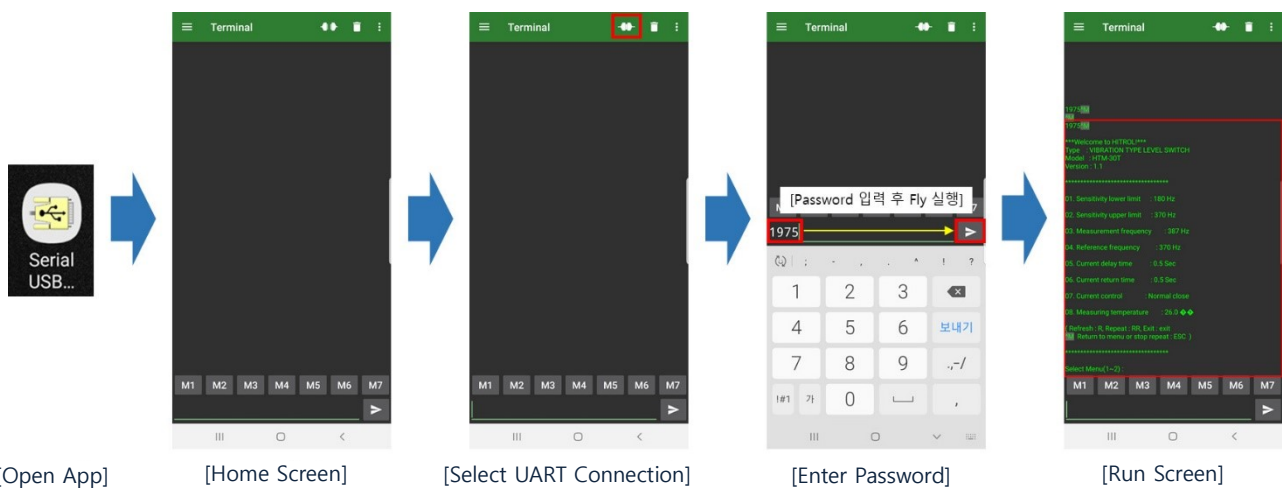 Serial
USB...
[Open App]
Terminal
M1 M2 M3 M4 M5 M6 M7
[Home Screen]
Terminal
M1 M2 M3 M4 M5 M6 M7
[Select UART Connection]
Terminal
[Password 입력 후 Fly 실행]
1975
; - , . ^ ! ?
1 2 3
4 5 6 보내기
7 8 9 .,-/
!#1 가 0 ,
[Enter Password]
Terminal
1975^M
^M
1975^M
***Welcome to HITROL!***
Type : VIBRATION TYPE LEVEL SWITCH
Model : HTM-30T
Version : 1.1
************************************
01. Sensitivity lower limit : 180 Hz
02. Sensitivity upper limit : 370 Hz
03. Measurement frequency : 387 Hz
04. Reference frequency : 370 Hz
05. Current delay time : 0.5 Sec
06. Current return time : 0.5 Sec
07. Current control : Normal close
08. Measuring temperature : 26.0 ��
( Refresh : R, Repeat : RR, Exit : exit
^M Return to menu or stop repeat : ESC )
************************************
Select Menu(1~2) :
M1 M2 M3 M4 M5 M6 M7
[Run Screen]